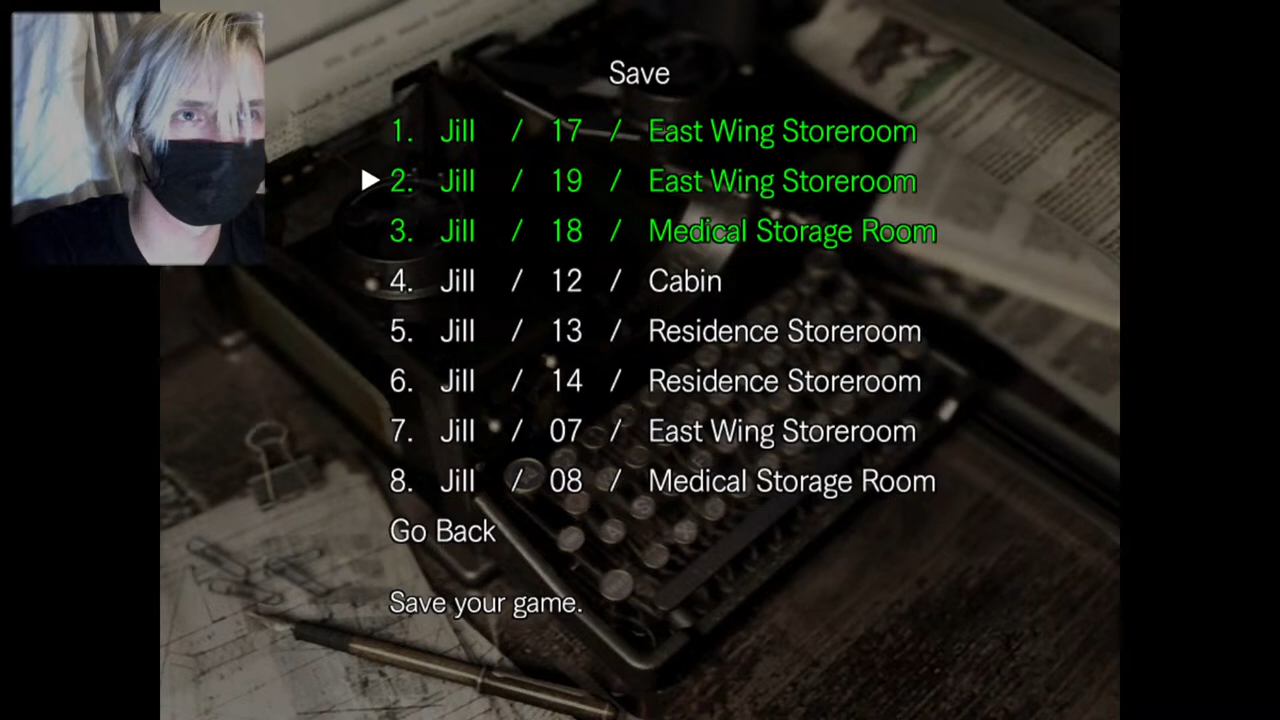 Save
1. Jill / 17 / East Wing Storeroom
2. Jill / 19 / East Wing Storeroom
3. Jill / 18 / Medical Storage Room
4. Jill / 12 / Cabin
5. Jill / 13 / Residence Storeroom
6. Jill / 14 / Residence Storeroom
7. Jill / 07 / East Wing Storeroom
8. Jill / 08 / Medical Storage Room
Go Back
Save your game.